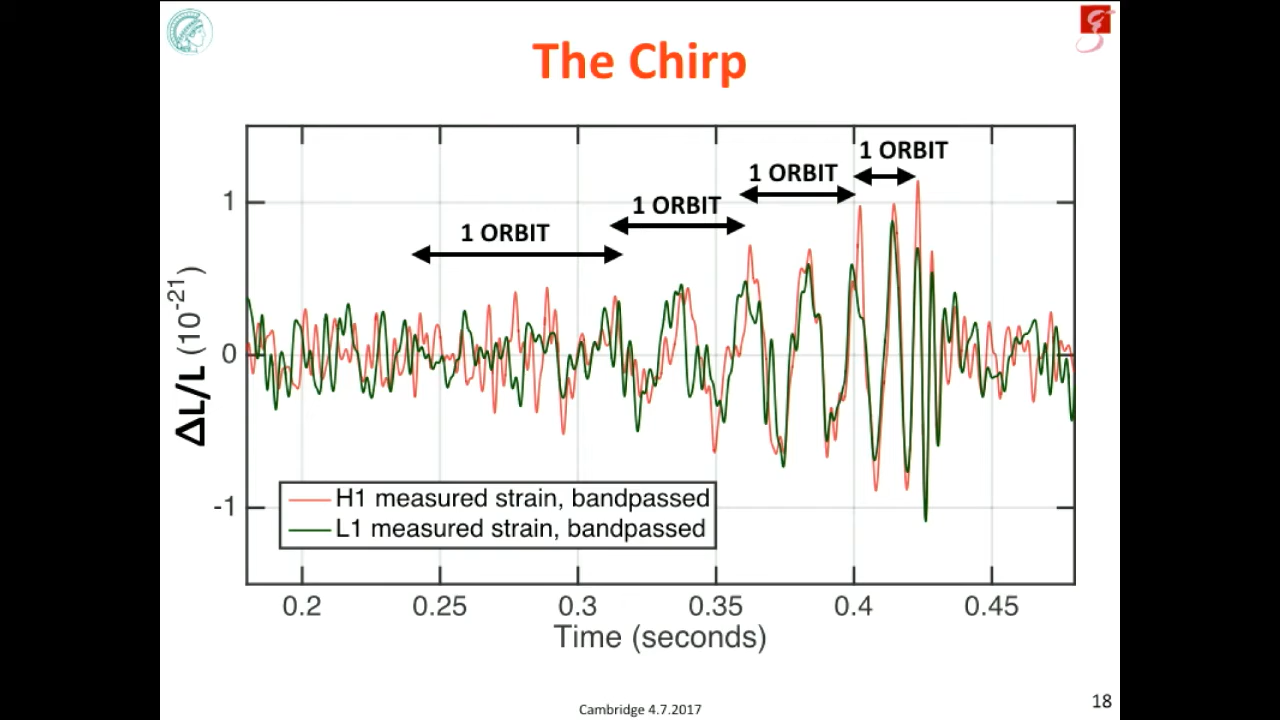 The Chirp
1 ORBIT
1 ORBIT
1 ORBIT
1 ORBIT
1
0
-1
ΔL/L (10-21)
H1 measured strain, bandpassed
L1 measured strain, bandpassed
0.2 0.25 0.3 0.35 0.4 0.45
Time (seconds)
Cambridge 4.7.2017
18